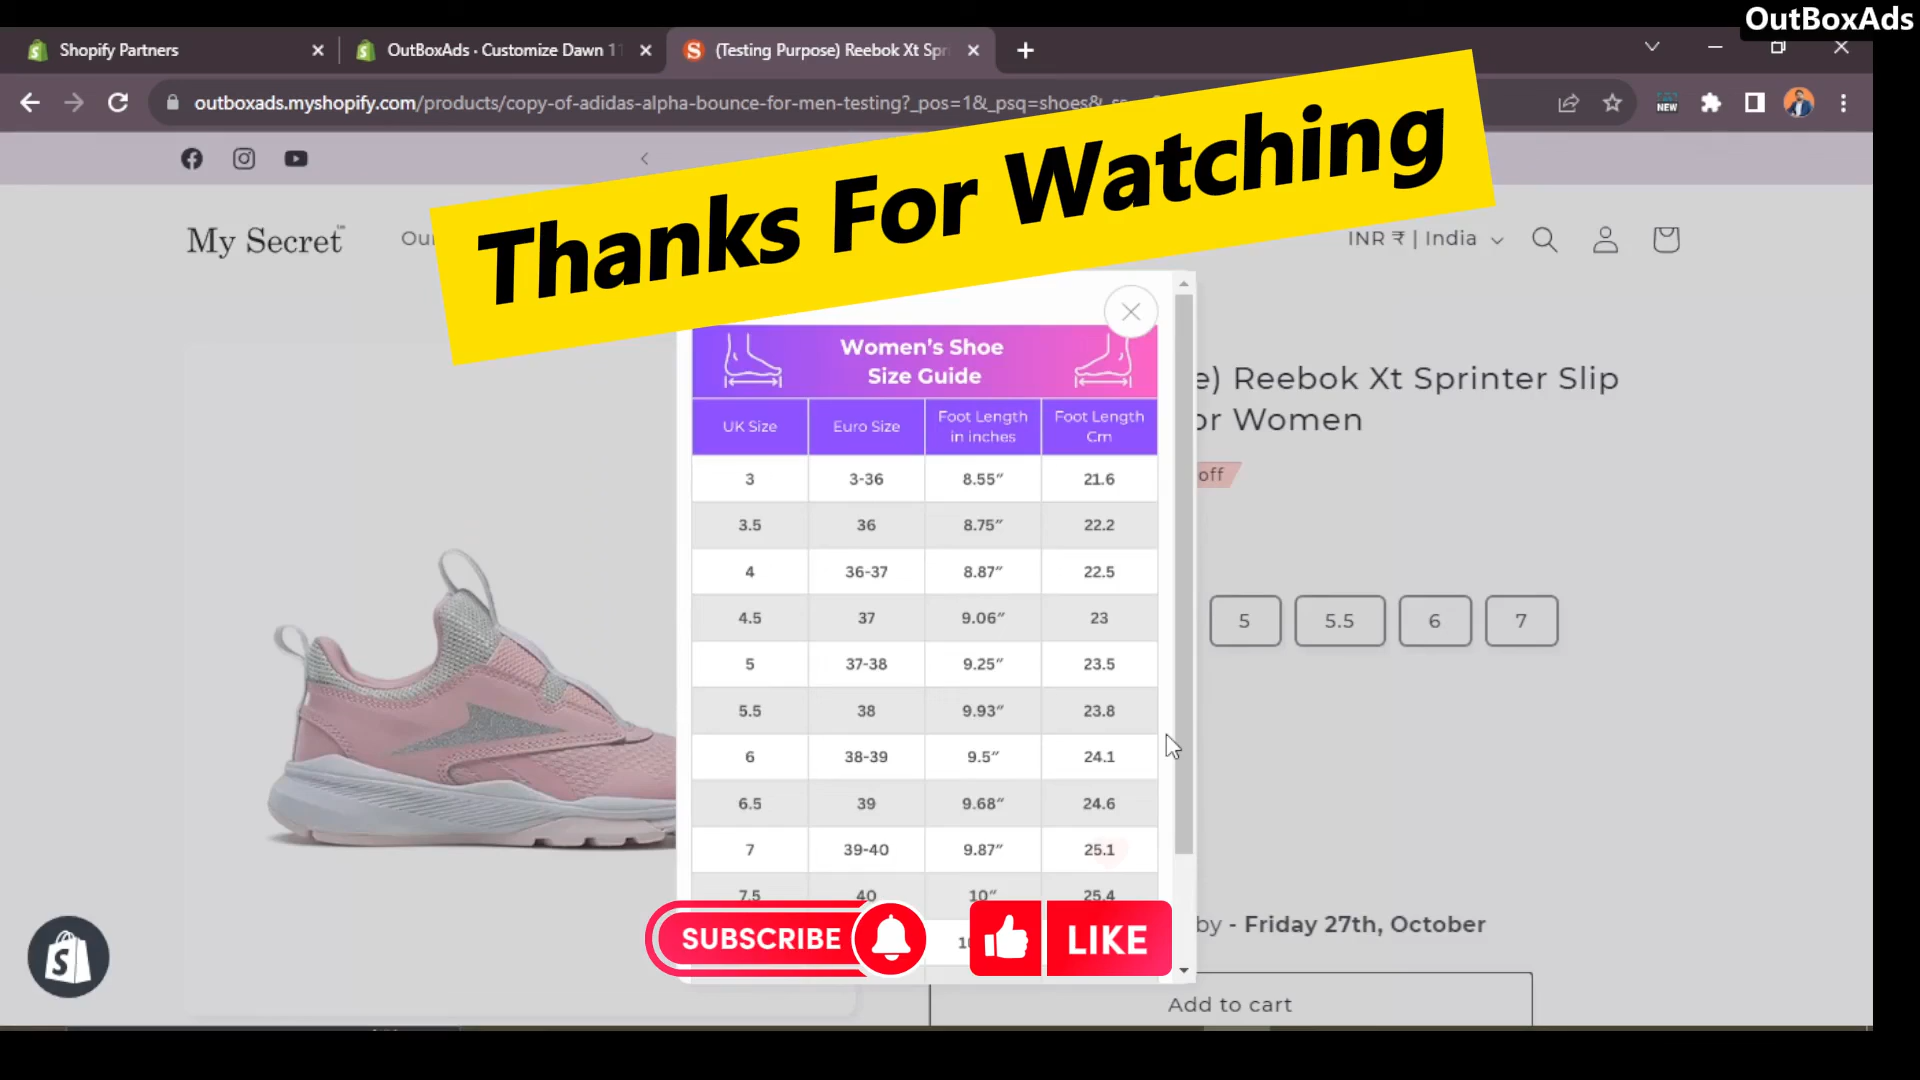 OutBoxAds
Shopify Partners
OutBoxAds · Customize Dawn 11
(Testing Purpose) Reebok Xt Spr
outboxads.myshopify.com/products/copy-of-adidas-alpha-bounce-for-men-testing?_pos=1&_psq=shoes&
NEW
Thanks For Watching
My Secret
INR ₹ | India
Women's Shoe
Size Guide
UK Size Euro Size Foot Length in inches Foot Length Cm
3 3-36 8.55" 21.6
3.5 36 8.75" 22.2
4 36-37 8.87" 22.5
4.5 37 9.06" 23
5 37-38 9.25" 23.5
5.5 38 9.93" 23.8
6 38-39 9.5" 24.1
6.5 39 9.68" 24.6
7 39-40 9.87" 25.1
7.5 40 10" 25.4
e) Reebok Xt Sprinter Slip
or Women
off
5 5.5 6 7
by - Friday 27th, October
Add to cart
SUBSCRIBE
LIKE